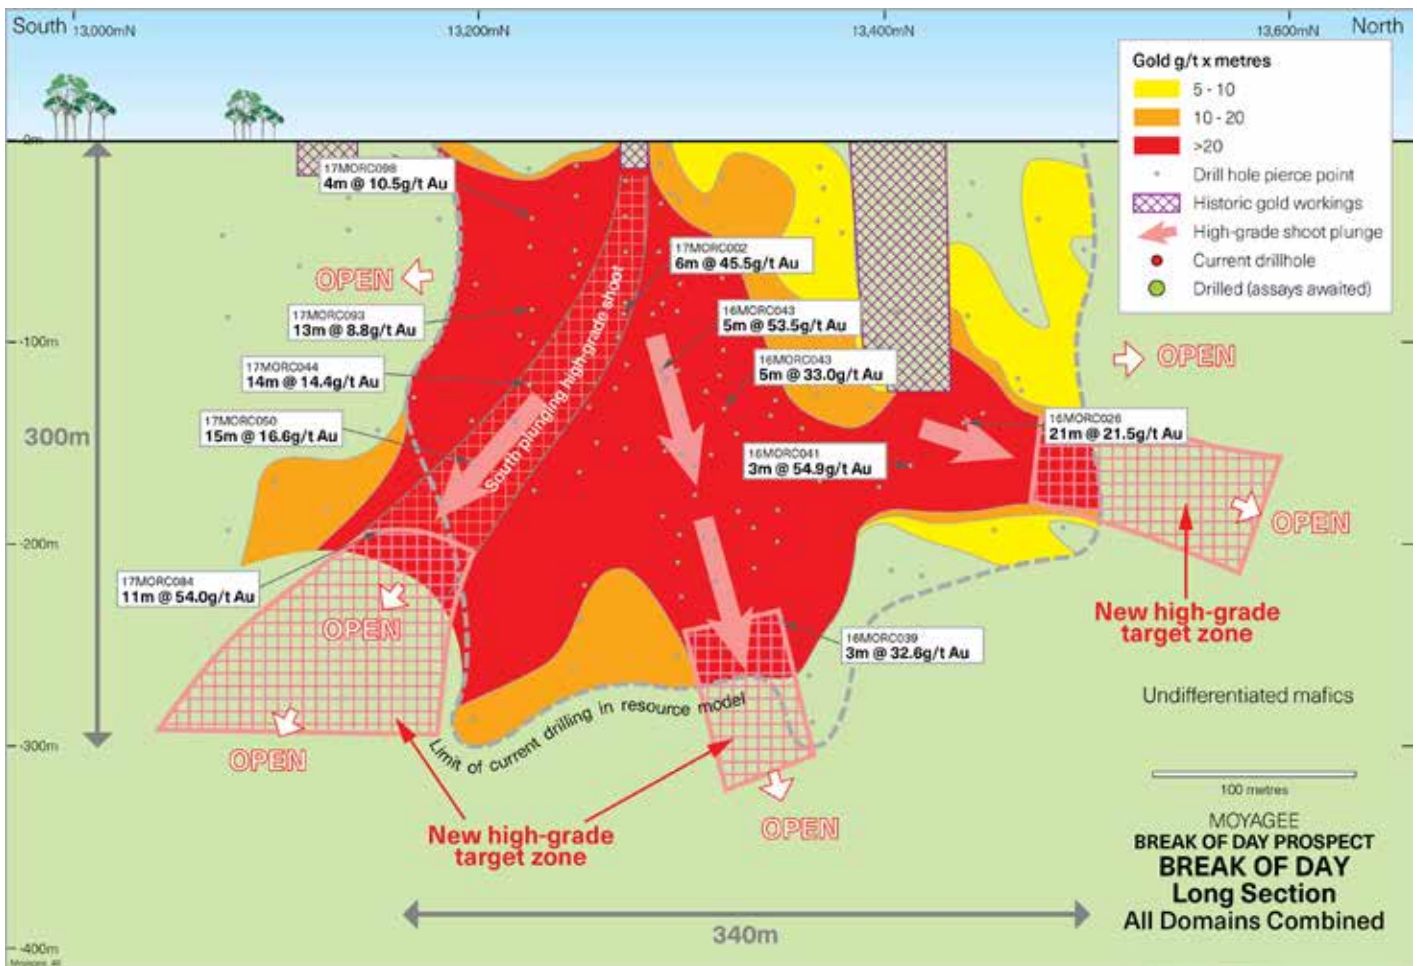 South 13,000mN 13,200mN 13,400mN 13,600mN North
Gold g/t x metres
5 - 10
10 - 20
>20
Drill hole pierce point
Historic gold workings
High-grade shoot plunge
Current drillhole
Drilled (assays awaited)
0m
17MORC098
4m @ 10.5g/t Au
17MORC002
6m @ 45.5g/t Au
OPEN
17MORC093
13m @ 8.8g/t Au
16MORC043
5m @ 53.5g/t Au
-100m
OPEN
16MORC043
5m @ 33.0g/t Au
17MORC044
14m @ 14.4g/t Au
South plunging high-grade shoot
17MORC050
15m @ 16.6g/t Au
300m
16MORC026
21m @ 21.5g/t Au
16MORC041
3m @ 54.9g/t Au
OPEN
-200m
17MORC084
11m @ 54.0g/t Au
OPEN
New high-grade
target zone
16MORC039
3m @ 32.6g/t Au
Undifferentiated mafics
Limit of current drilling in resource model
-300m
OPEN
100 metres
New high-grade
target zone
OPEN
MOYAGEE
BREAK OF DAY PROSPECT
BREAK OF DAY
Long Section
All Domains Combined
340m
-400m